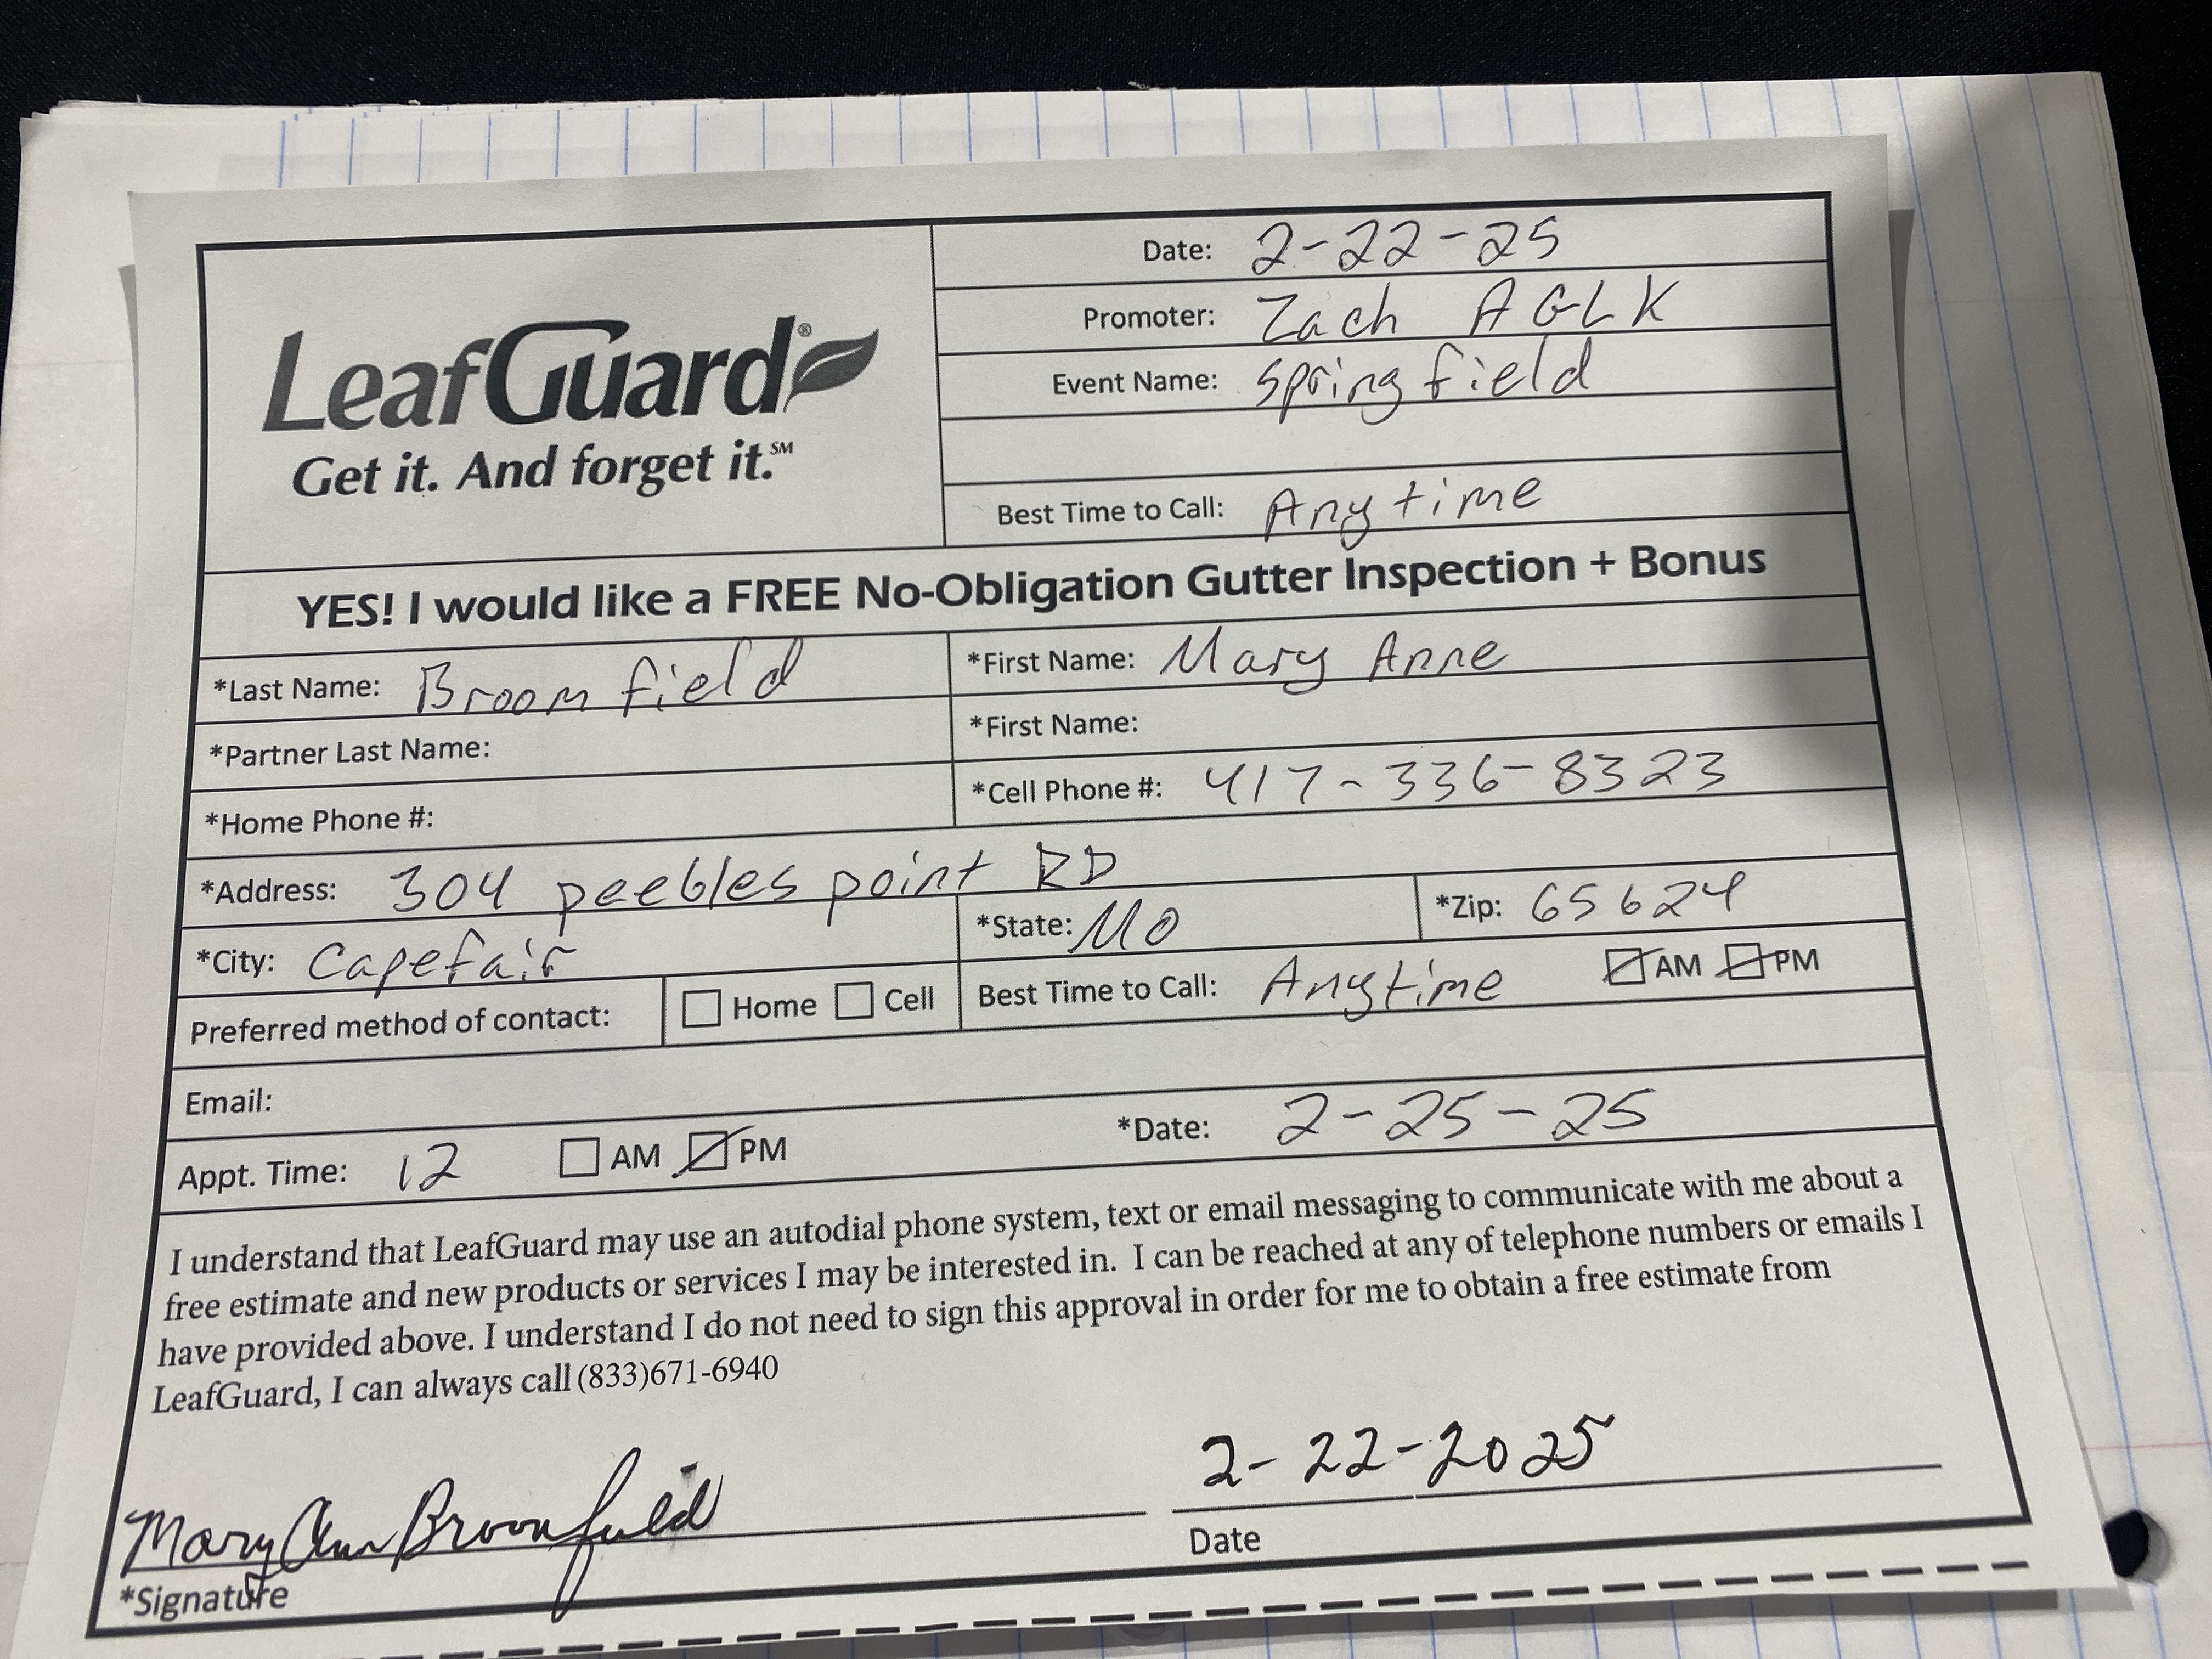 LeafGuard®
Get it. And forget it.℠
Date: 2-22-25
Promoter: Zach AGLK
Event Name: Springfield
Best Time to Call: Anytime
YES! I would like a FREE No-Obligation Gutter Inspection + Bonus
*Last Name: Broomfield *First Name: Mary Anne
*Partner Last Name: *First Name:
*Home Phone #: *Cell Phone #: 417-336-8323
*Address: 304 peebles point RD
*City: Capefair *State: MO *Zip: 65624
Preferred method of contact: ☐ Home ☐ Cell Best Time to Call: Anytime ☑ AM ☑ PM
Email:
Appt. Time: 12 ☐ AM ☑ PM *Date: 2-25-25
I understand that LeafGuard may use an autodial phone system, text or email messaging to communicate with me about a
free estimate and new products or services I may be interested in. I can be reached at any of telephone numbers or emails I
have provided above. I understand I do not need to sign this approval in order for me to obtain a free estimate from
LeafGuard, I can always call (833)671-6940
Mary Ann Broomfield 2-22-2025
*Signature Date